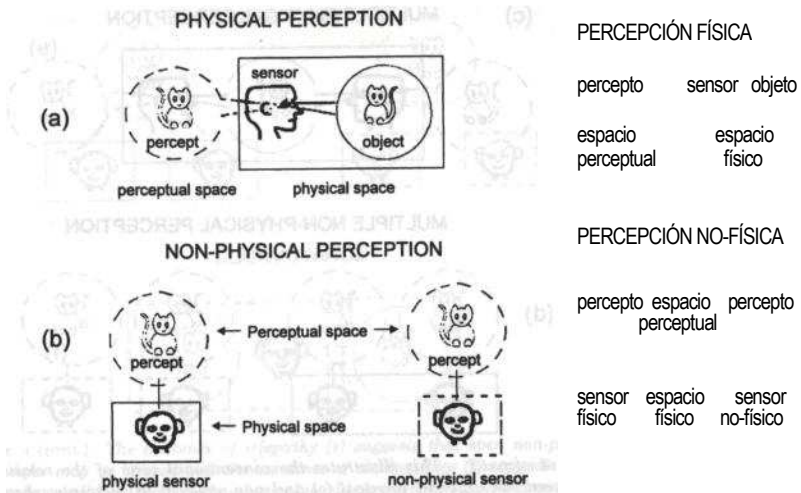 PHYSICAL PERCEPTION
sensor
(a)
percept
object
perceptual space
physical space
NON-PHYSICAL PERCEPTION
(b)
Perceptual space
percept
percept
Physical space
physical sensor
non-physical sensor
PERCEPCIÓN FÍSICA
percepto sensor objeto
espacio espacio
perceptual físico
PERCEPCIÓN NO-FÍSICA
percepto espacio percepto
perceptual
sensor espacio sensor
físico físico no-físico